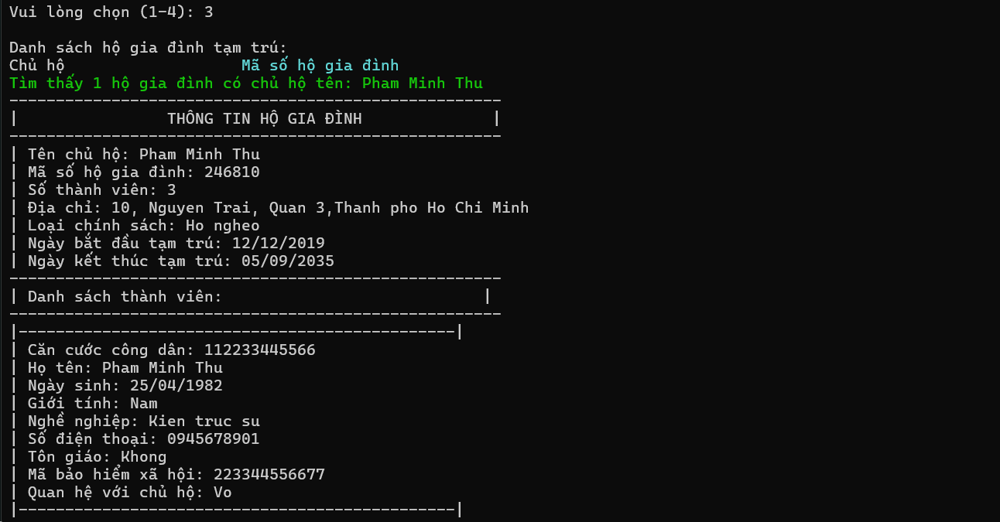 Vui lòng chọn (1-4): 3
Danh sách hộ gia đình tạm trú:
Chủ hộ                   Mã số hộ gia đình
Tìm thấy 1 hộ gia đình có chủ hộ tên: Pham Minh Thu
-----------------------------------------------------
|                THÔNG TIN HỘ GIA ĐÌNH              |
-----------------------------------------------------
| Tên chủ hộ: Pham Minh Thu
| Mã số hộ gia đình: 246810
| Số thành viên: 3
| Địa chỉ: 10, Nguyen Trai, Quan 3,Thanh pho Ho Chi Minh
| Loại chính sách: Ho ngheo
| Ngày bắt đầu tạm trú: 12/12/2019
| Ngày kết thúc tạm trú: 05/09/2035
-----------------------------------------------------
| Danh sách thành viên:                            |
-----------------------------------------------------
|-----------------------------------------------|
| Căn cước công dân: 112233445566
| Họ tên: Pham Minh Thu
| Ngày sinh: 25/04/1982
| Giới tính: Nam
| Nghề nghiệp: Kien truc su
| Số điện thoại: 0945678901
| Tôn giáo: Khong
| Mã bảo hiểm xã hội: 223344556677
| Quan hệ với chủ hộ: Vo
|-----------------------------------------------|